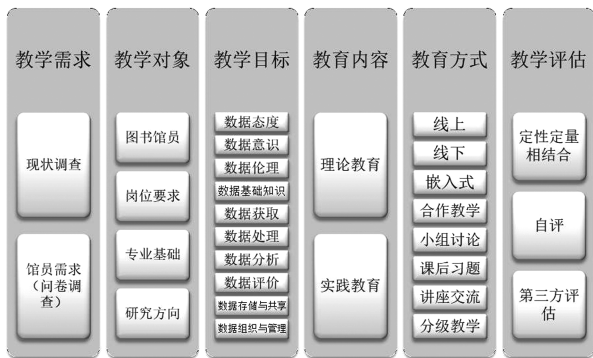 教学需求
现状调查
馆员需求
（问卷调
查）
教学对象
图书馆员
岗位要求
专业基础
研究方向
教学目标
数据态度
数据意识
数据伦理
数据基础知识
数据获取
数据处理
数据分析
数据评价
数据存储与共享
数据组织与管理
教育内容
理论教育
实践教育
教育方式
线上
线下
嵌入式
合作教学
小组讨论
课后习题
讲座交流
分级教学
教学评估
定性定量
相结合
自评
第三方评
估